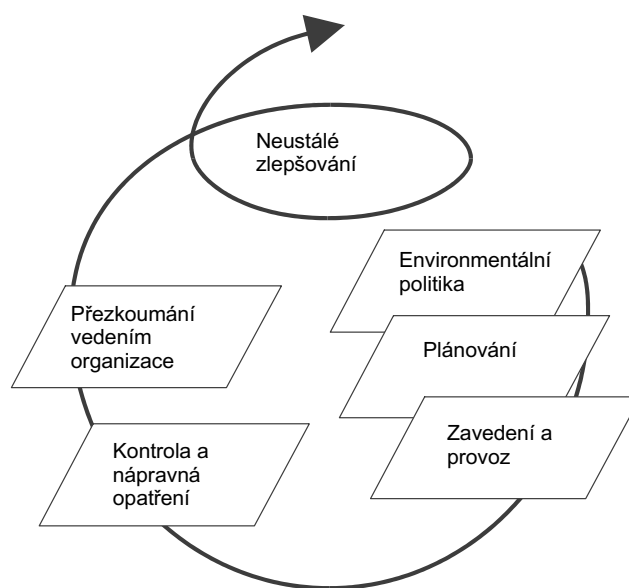 Neustálé
zlepšování
Environmentální
politika
Plánování
Zavedení a
provoz
Kontrola a
nápravná
opatření
Přezkoumání
vedením
organizace